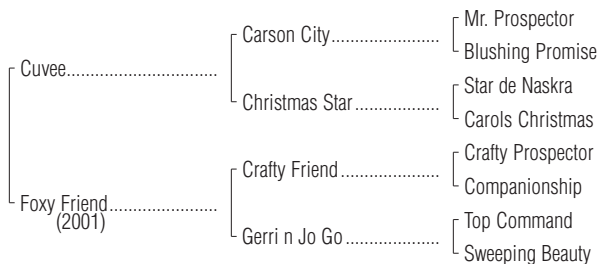 Mr. Prospector
Carson City
Blushing Promise
Cuvee
Star de Naskra
Christmas Star
Carols Christmas
Crafty Prospector
Crafty Friend
Companionship
Foxy Friend
(2001)
Top Command
Gerri n Jo Go
Sweeping Beauty